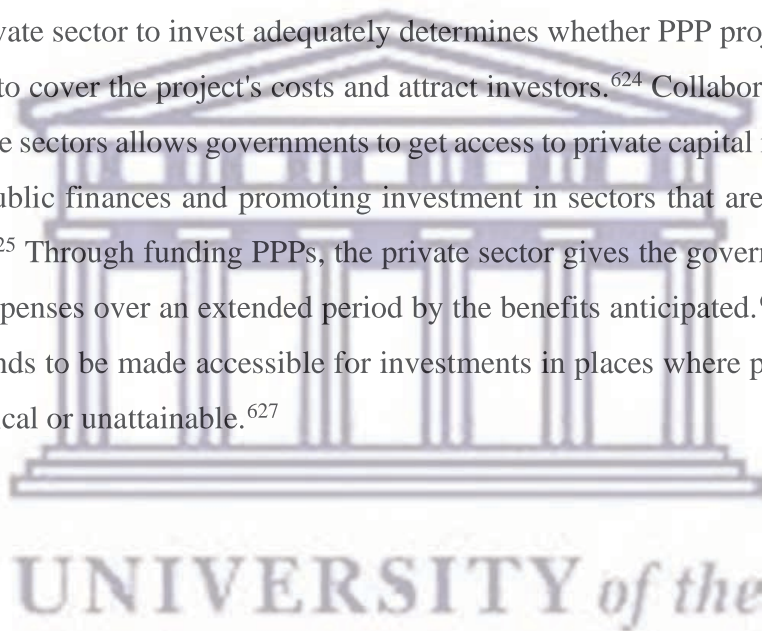 vate sector to invest adequately determines whether PPP proj
to cover the project's costs and attract investors.624 Collabor
e sectors allows governments to get access to private capital
ublic finances and promoting investment in sectors that are
25 Through funding PPPs, the private sector gives the govern
penses over an extended period by the benefits anticipated.
nds to be made accessible for investments in places where p
ical or unattainable.627
UNIVERSITY of the